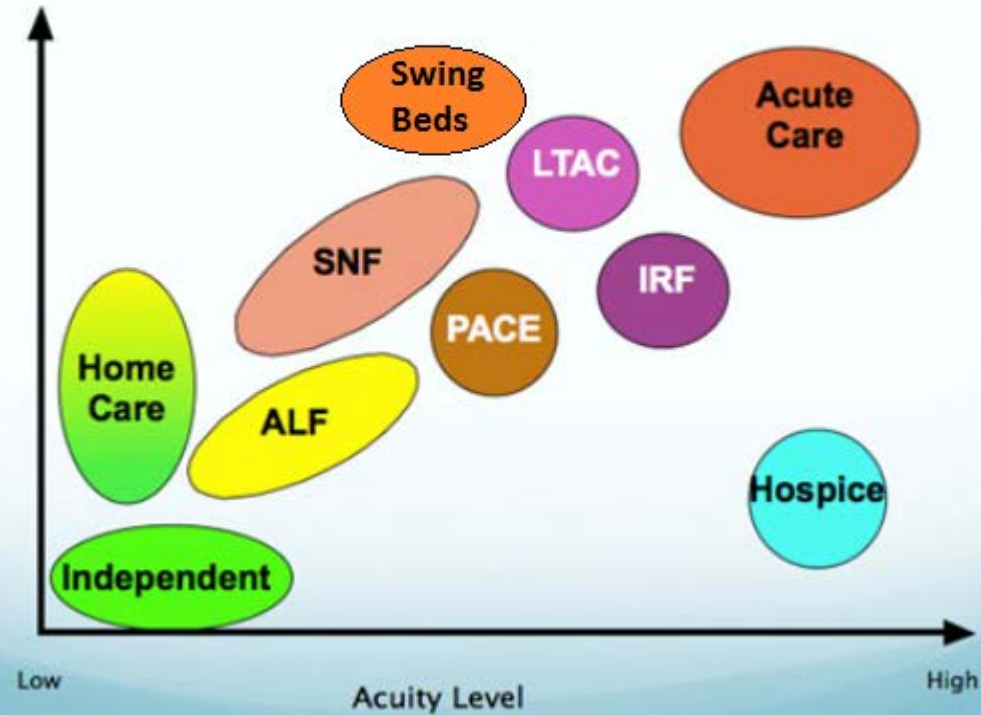 Swing
Beds
Acute
Care
LTAC
SNF
IRF
PACE
Home
Care
ALF
Hospice
Independent
Low
High
Acuity Level